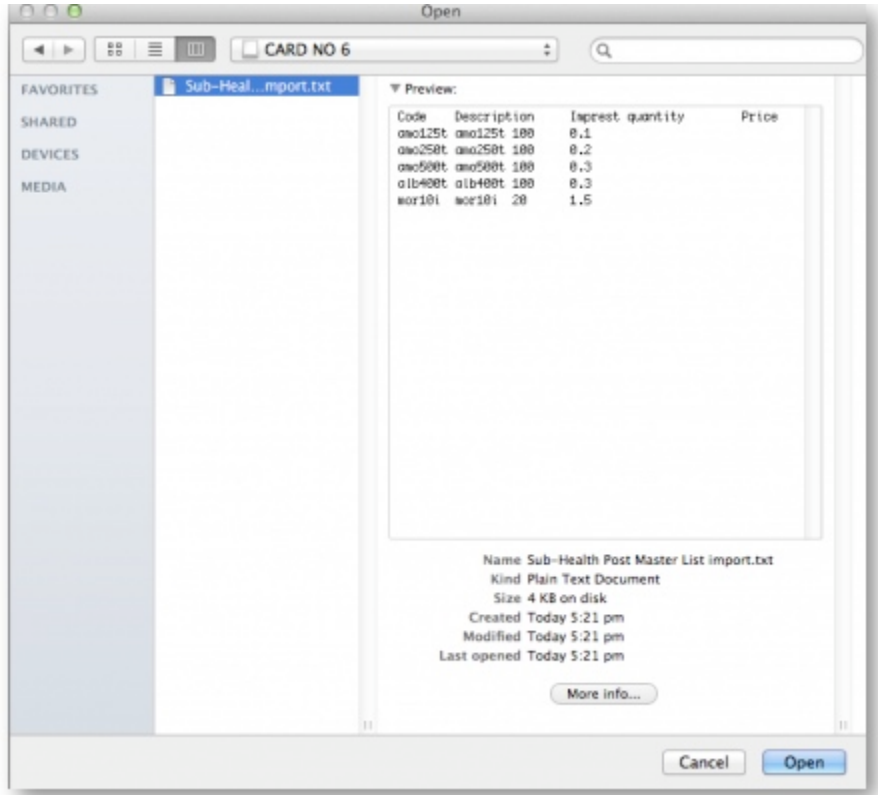 Open
CARD NO 6
FAVORITES
SHARED
DEVICES
MEDIA
Sub-Heal...mport.txt
Preview:
Code Description Imprest quantity Price
amo125t amo125t 100 0.1
amo250t amo250t 100 0.2
amo500t amo500t 100 0.3
alb400t alb400t 100 0.3
mor10i mor10i 20 1.5
Name Sub-Health Post Master List import.txt
Kind Plain Text Document
Size 4 KB on disk
Created Today 5:21 pm
Modified Today 5:21 pm
Last opened Today 5:21 pm
More info...
Cancel
Open